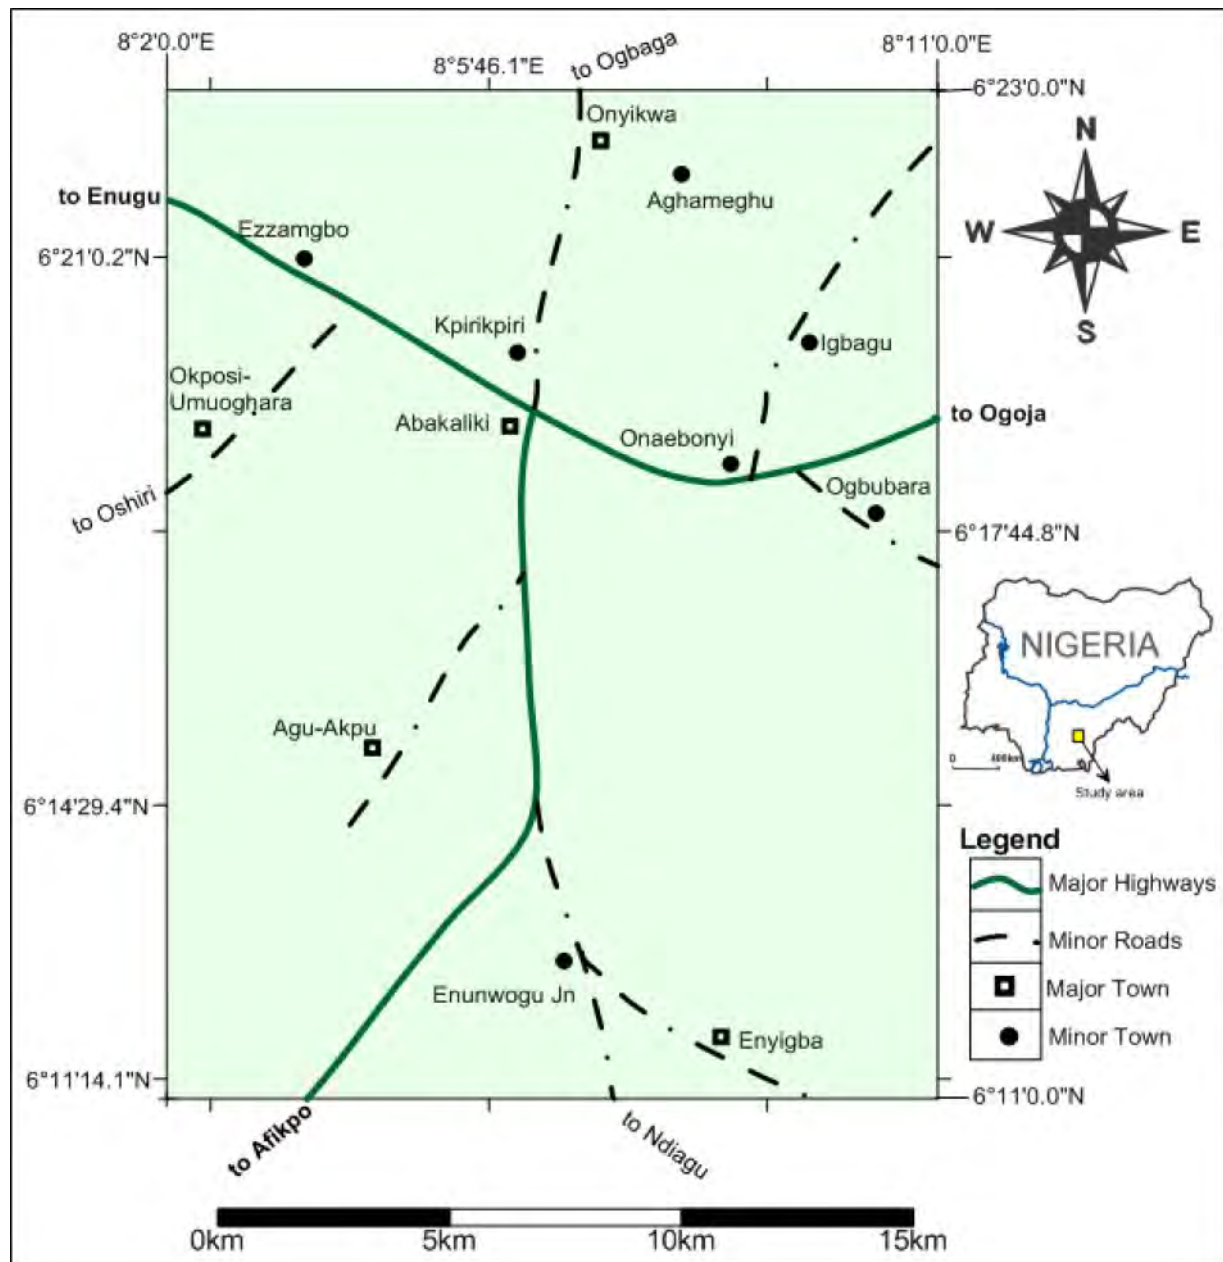 8°2'0.0"E
8°5'46.1"E
to Ogbaga
8°11'0.0"E
6°23'0.0"N
Onyikwa
Aghameghu
N
W
E
S
to Enugu
Ezzamgbo
6°21'0.2"N
Kpirikpiri
Igbagu
Okposi-
Umuoghara
Abakaliki
Onaebonyi
to Ogoja
to Oshiri
Ogbubara
6°17'44.8"N
NIGERIA
Agu-Akpu
0
Study area
6°14'29.4"N
Legend
Major Highways
Minor Roads
Major Town
Minor Town
Enunwogu Jn
Enyigba
6°11'14.1"N
6°11'0.0"N
to Afikpo
to Ndiagu
0km
5km
10km
15km